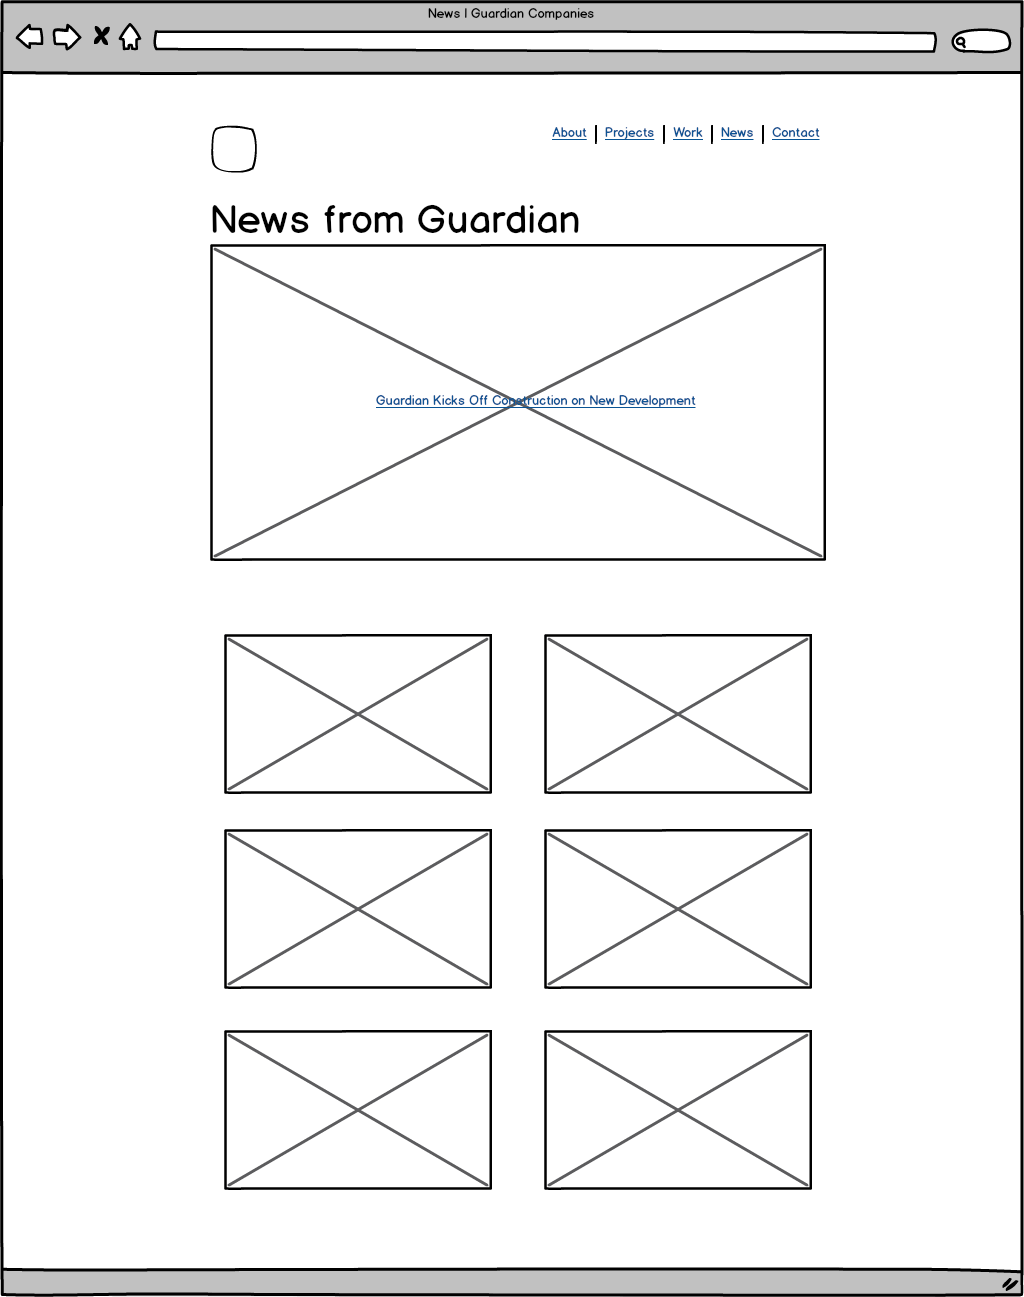 News | Guardian Companies
About | Projects | Work | News | Contact
News from Guardian
Guardian Kicks Off Construction on New Development